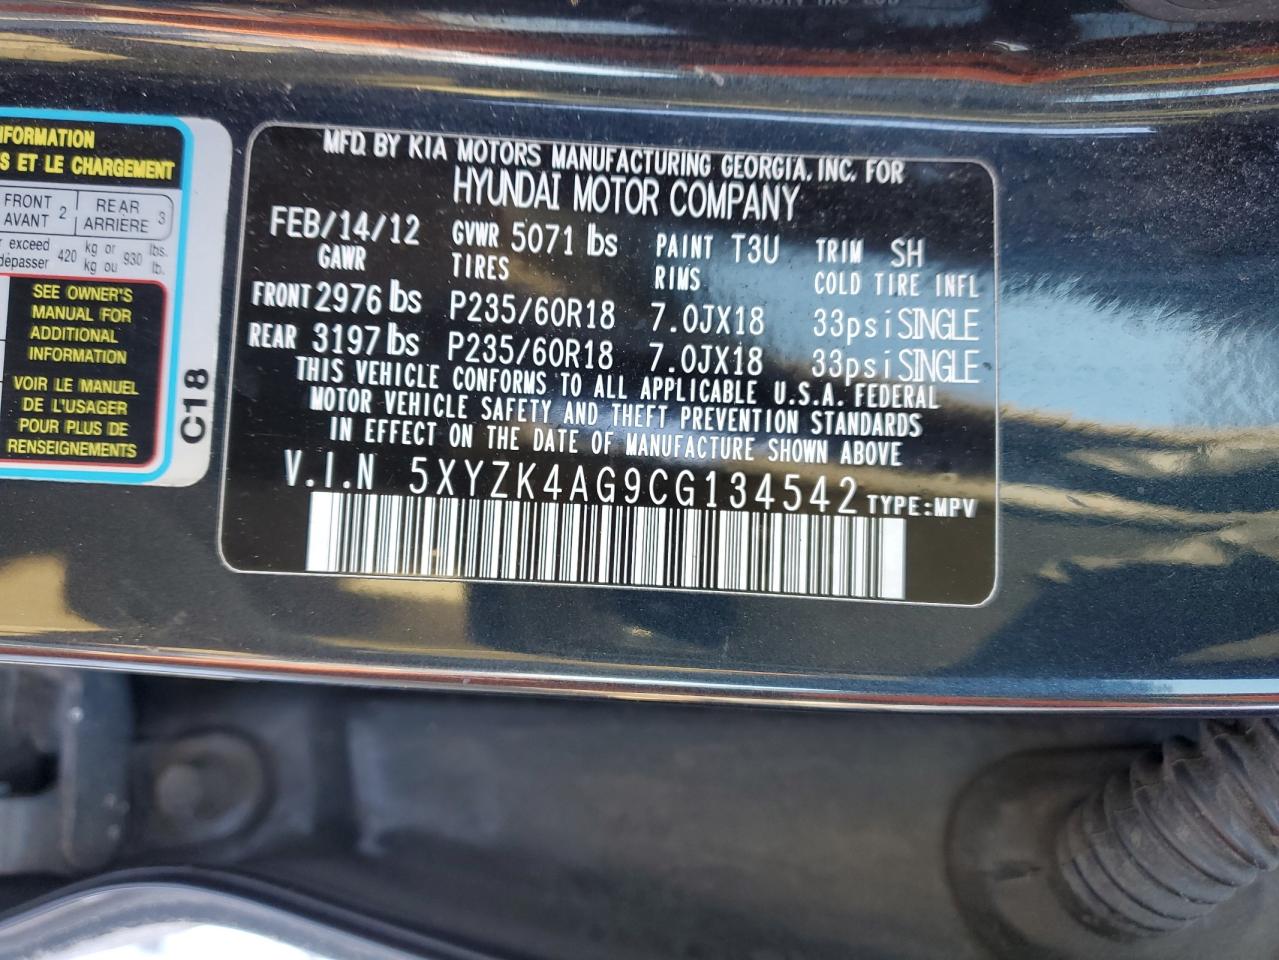 NFORMATION
S ET LE CHARGEMENT
FRONT 2 REAR 3
AVANT ARRIÈRE
exceed 420 kg or 930 lbs.
dépasser kg ou lb.
SEE OWNER'S
MANUAL FOR
ADDITIONAL
INFORMATION
VOIR LE MANUEL
DE L'USAGER
POUR PLUS DE
RENSEIGNEMENTS
C18
MFD. BY KIA MOTORS MANUFACTURING GEORGIA, INC. FOR
HYUNDAI MOTOR COMPANY
FEB/14/12 GVWR 5071 lbs PAINT T3U TRIM SH
GAWR TIRES RIMS COLD TIRE INFL
FRONT 2976 lbs P235/60R18 7.0JX18 33psi SINGLE
REAR 3197 lbs P235/60R18 7.0JX18 33psi SINGLE
THIS VEHICLE CONFORMS TO ALL APPLICABLE U.S.A. FEDERAL
MOTOR VEHICLE SAFETY AND THEFT PREVENTION STANDARDS
IN EFFECT ON THE DATE OF MANUFACTURE SHOWN ABOVE
V.I.N 5XYZK4AG9CG134542 TYPE:MPV